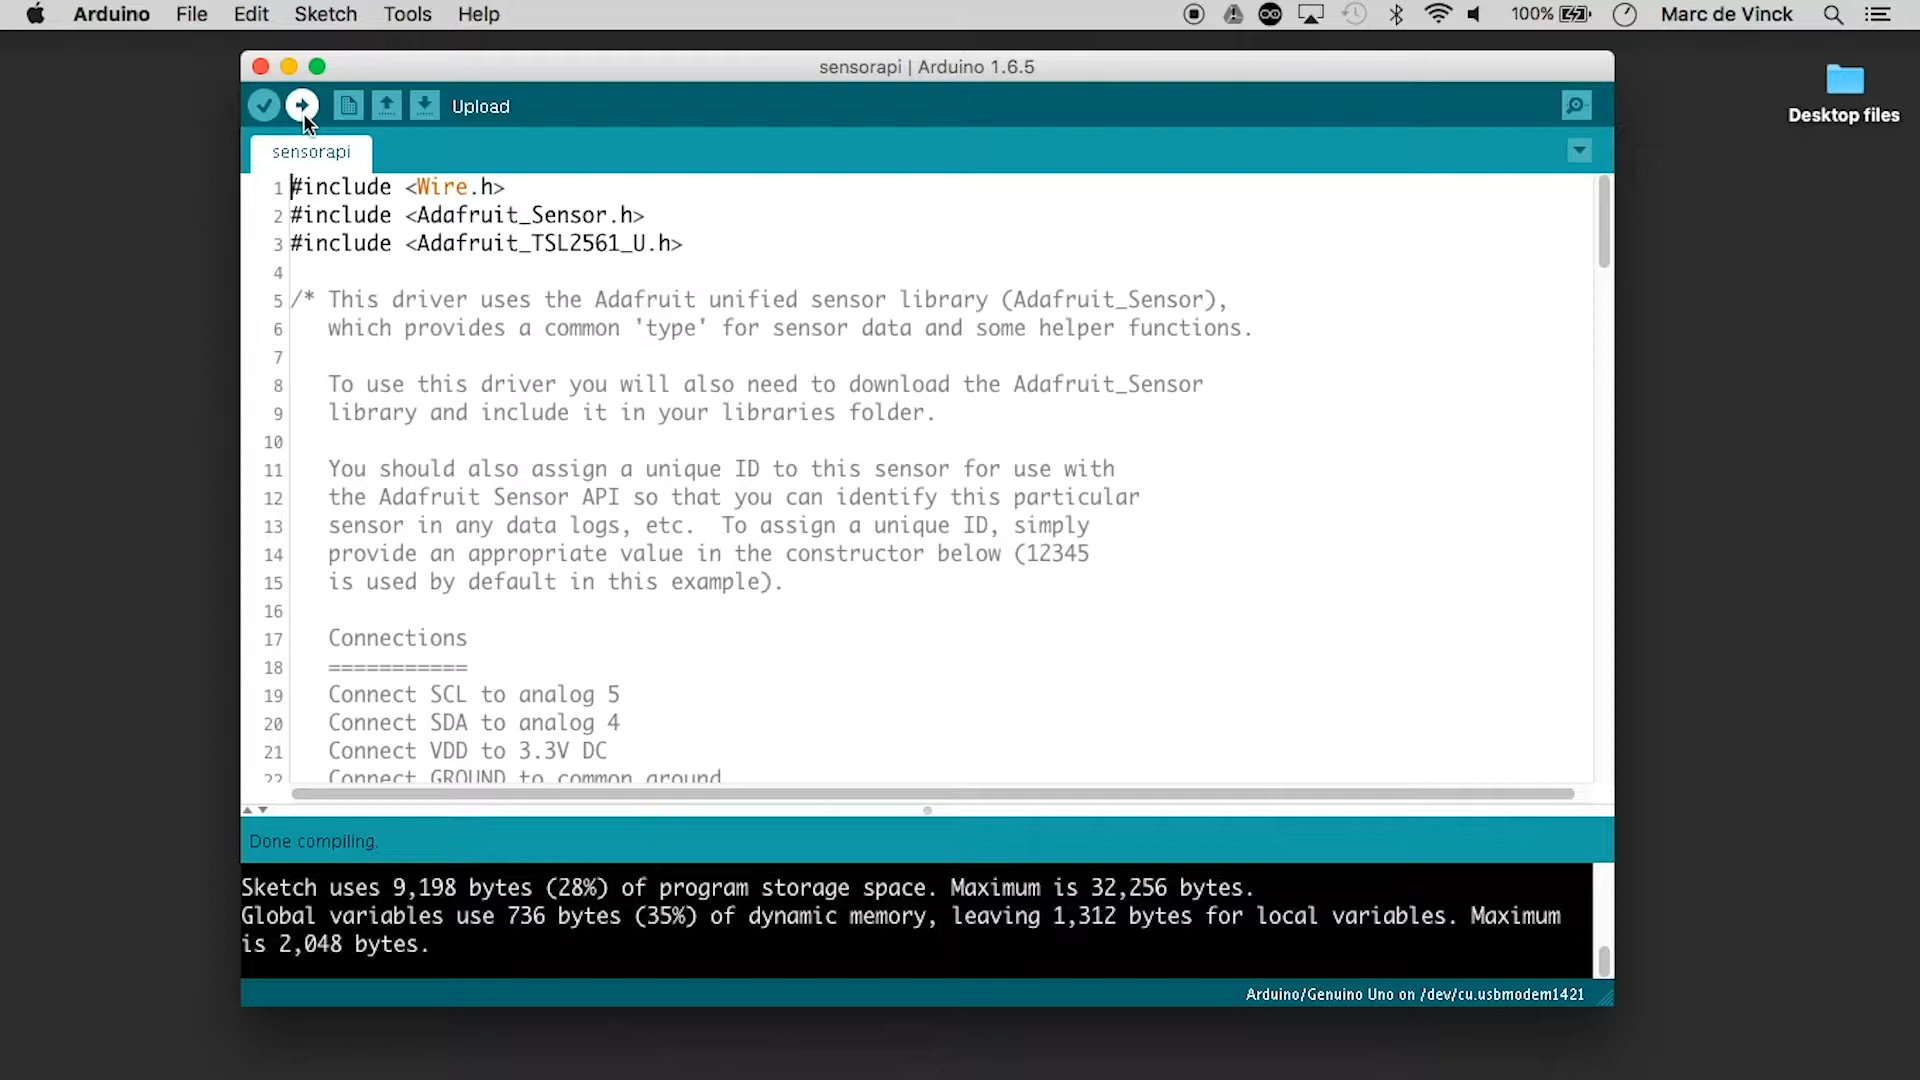 Arduino File Edit Sketch Tools Help 100% Marc de Vinck
sensorapi | Arduino 1.6.5
Desktop files
Upload
sensorapi
1 #include <Wire.h>
2 #include <Adafruit_Sensor.h>
3 #include <Adafruit_TSL2561_U.h>
4
5 /* This driver uses the Adafruit unified sensor library (Adafruit_Sensor),
6 which provides a common 'type' for sensor data and some helper functions.
7
8 To use this driver you will also need to download the Adafruit_Sensor
9 library and include it in your libraries folder.
10
11 You should also assign a unique ID to this sensor for use with
12 the Adafruit Sensor API so that you can identify this particular
13 sensor in any data logs, etc.  To assign a unique ID, simply
14 provide an appropriate value in the constructor below (12345
15 is used by default in this example).
16
17 Connections
18 ===========
19 Connect SCL to analog 5
20 Connect SDA to analog 4
21 Connect VDD to 3.3V DC
22 Connect GROUND to common ground
Done compiling.
Sketch uses 9,198 bytes (28%) of program storage space. Maximum is 32,256 bytes.
Global variables use 736 bytes (35%) of dynamic memory, leaving 1,312 bytes for local variables. Maximum
is 2,048 bytes.
Arduino/Genuino Uno on /dev/cu.usbmodem1421